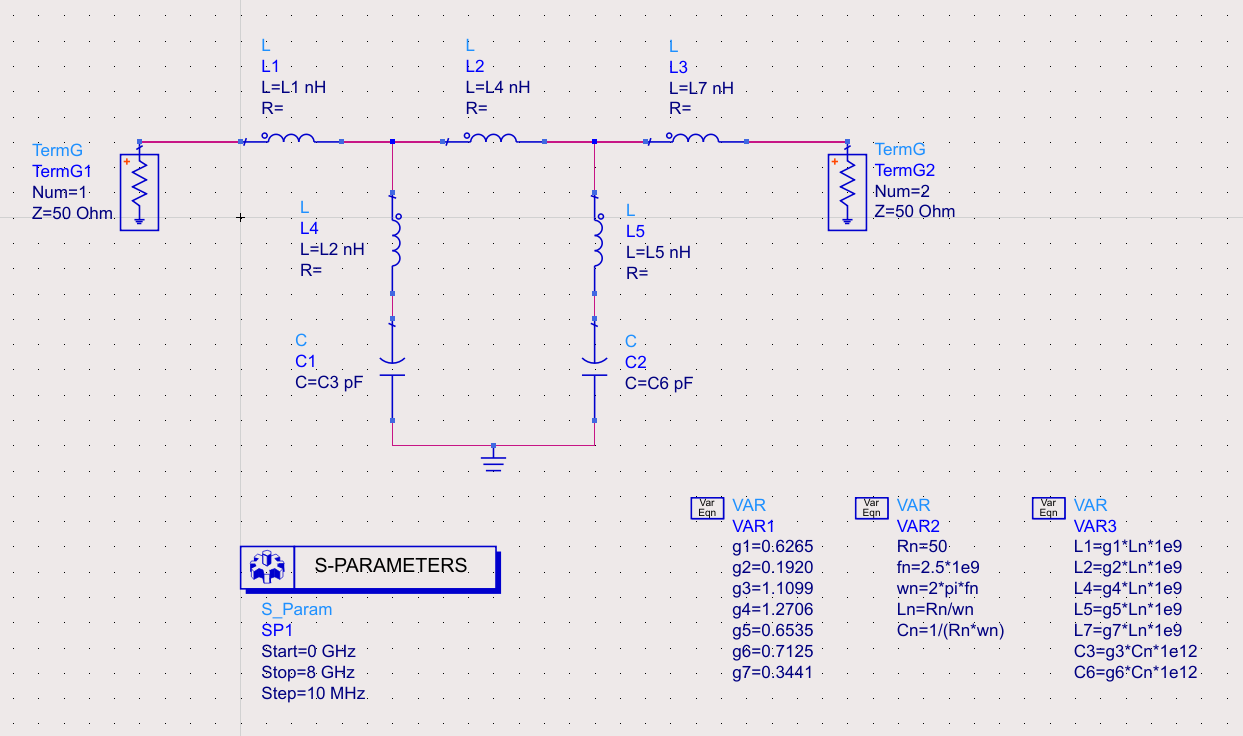 L
L1
L=L1 nH
R=
L
L2
L=L4 nH
R=
L
L3
L=L7 nH
R=
TermG
TermG1
Num=1
Z=50 Ohm
+
L
L4
L=L2 nH
R=
L
L5
L=L5 nH
R=
+
TermG
TermG2
Num=2
Z=50 Ohm
C
C1
C=C3 pF
C
C2
C=C6 pF
S-PARAMETERS
S_Param
SP1
Start=0 GHz
Stop=8 GHz
Step=10 MHz
Var
Eqn
VAR
VAR1
g1=0.6265
g2=0.1920
g3=1.1099
g4=1.2706
g5=0.6535
g6=0.7125
g7=0.3441
Var
Eqn
VAR
VAR2
Rn=50
fn=2.5*1e9
wn=2*pi*fn
Ln=Rn/wn
Cn=1/(Rn*wn)
Var
Eqn
VAR
VAR3
L1=g1*Ln*1e9
L2=g2*Ln*1e9
L4=g4*Ln*1e9
L5=g5*Ln*1e9
L7=g7*Ln*1e9
C3=g3*Cn*1e12
C6=g6*Cn*1e12